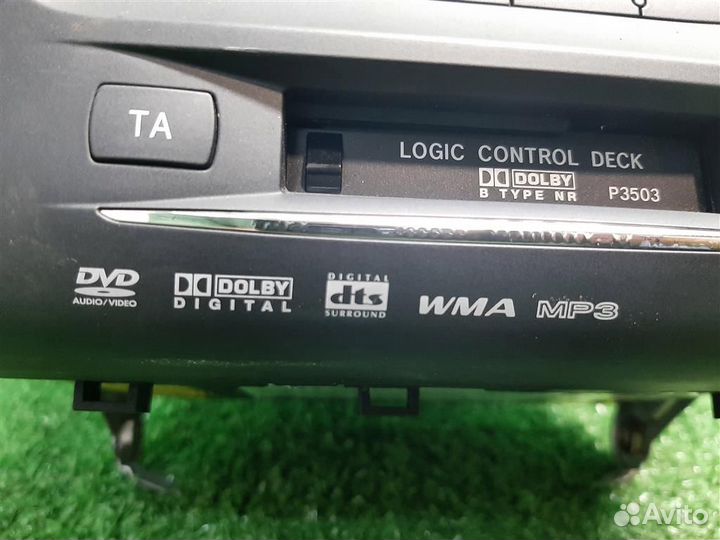 TA
LOGIC CONTROL DECK
DOLBY
B TYPE NR P3503
DVD
AUDIO/VIDEO
DOLBY
DIGITAL
DIGITAL
dts
SURROUND
WMA
MP3
Avito